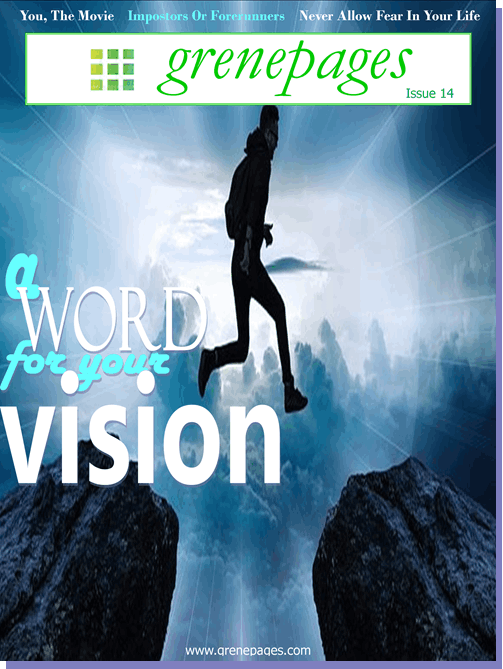 You, The Movie Impostors Or Forerunners Never Allow Fear In Your Life
grenepages
Issue 14
a
WORD
for your
vision
www.grenepages.com